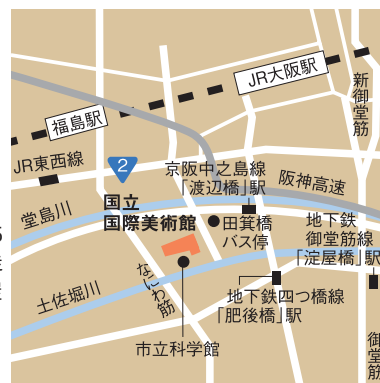 JR大阪駅
福島駅
新御堂筋
JR東西線
2
京阪中之島線
「渡辺橋」駅
阪神高速
国立
国際美術館
堂島川
田蓑橋
バス停
地下鉄
御堂筋線
「淀屋橋」駅
なにわ筋
土佐堀川
地下鉄四つ橋線
「肥後橋」駅
市立科学館
御堂筋